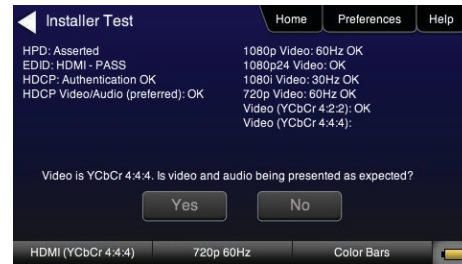 Installer Test
Home
Preferences
Help
HPD: Asserted
EDID: HDMI - PASS
HDCP: Authentication OK
HDCP Video/Audio (preferred): OK
1080p Video: 60Hz OK
1080p24 Video: OK
1080i Video: 30Hz OK
720p Video: 60Hz OK
Video (YCbCr 4:2:2): OK
Video (YCbCr 4:4:4):
Video is YCbCr 4:4:4. Is video and audio being presented as expected?
Yes
No
HDMI (YCbCr 4:4:4)
720p 60Hz
Color Bars